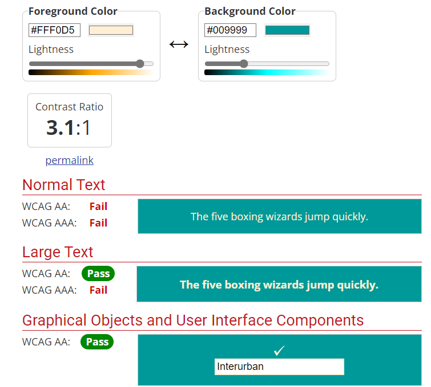 Foreground Color
Background Color
#FFF0D5
#009999
Lightness
Lightness
Contrast Ratio
3.1:1
permalink
Normal Text
WCAG AA: Fail
WCAG AAA: Fail
The five boxing wizards jump quickly.
Large Text
WCAG AA: Pass
WCAG AAA: Fail
The five boxing wizards jump quickly.
Graphical Objects and User Interface Components
WCAG AA: Pass
Interurban